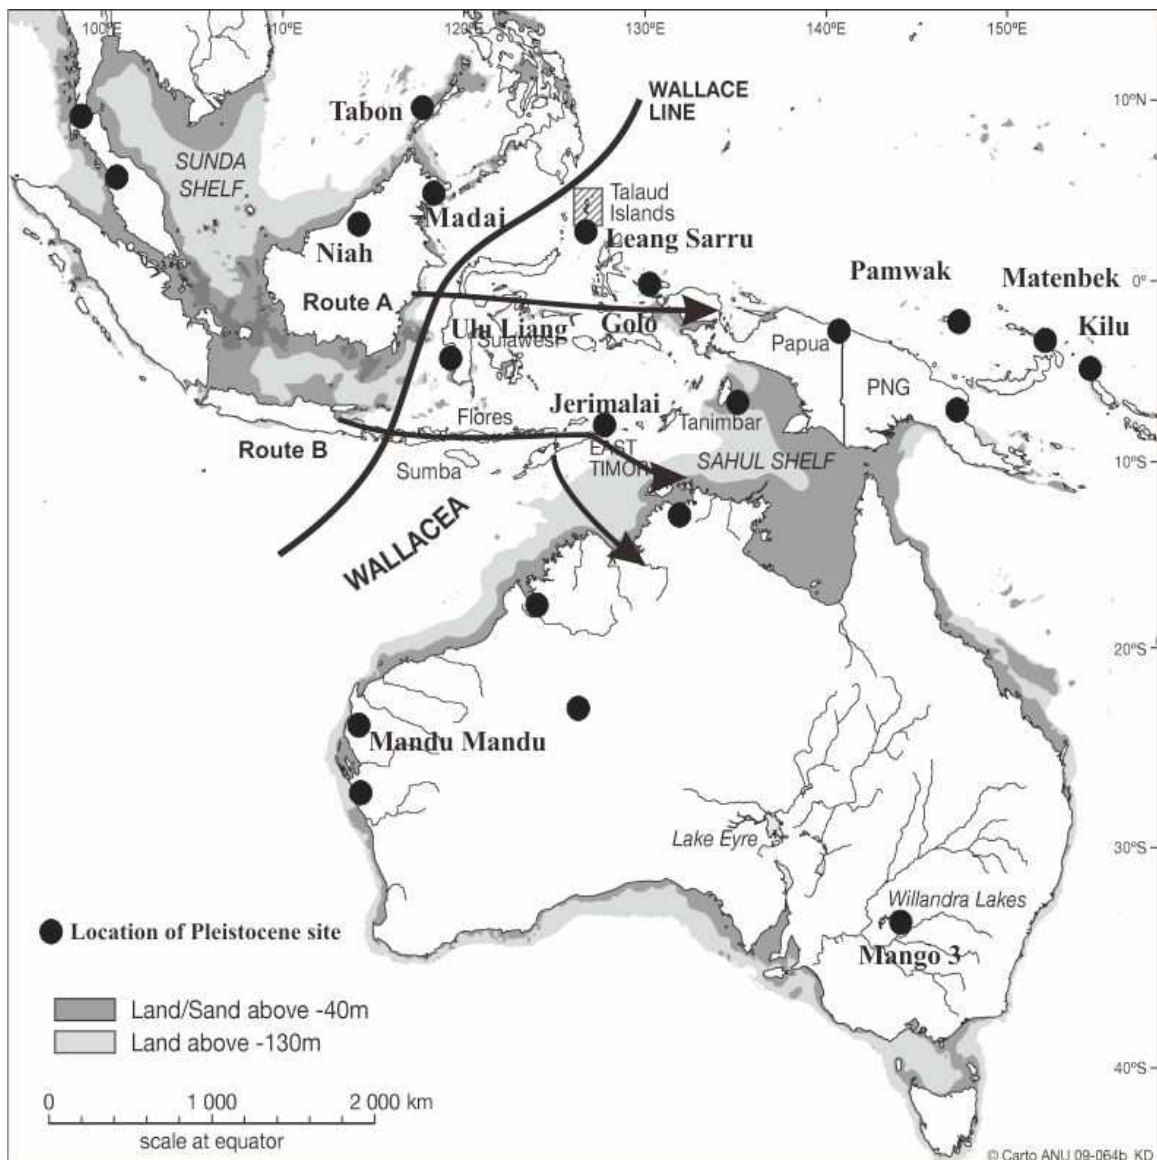 100°E
110°E
120°E
130°E
140°E
150°E
WALLACE
LINE
10°N
Tabon
SUNDA
SHELF
Talaud
Islands
Madai
Niah
Leang Sarru
Pamwak
Matenbek
0°
Route A
Ulu Liang
Sulawesi
Golo
Papua
Kilu
PNG
Flores
Jerimalai
Tanimbar
Route B
Sumba
EAST
TIMOR
SAHUL SHELF
10°S
WALLACEA
20°S
Mandu Mandu
Lake Eyre
30°S
Willandra Lakes
Location of Pleistocene site
Mango 3
Land/Sand above -40m
Land above -130m
40°S
0 1 000 2 000 km
scale at equator
© Carto ANU 09-064b KD